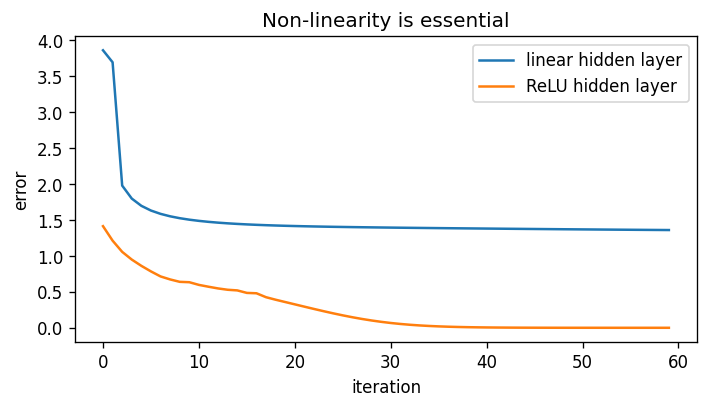 Non-linearity is essential
4.0
3.5
3.0
2.5
2.0
1.5
1.0
0.5
0.0
error
linear hidden layer
ReLU hidden layer
0 10 20 30 40 50 60
iteration